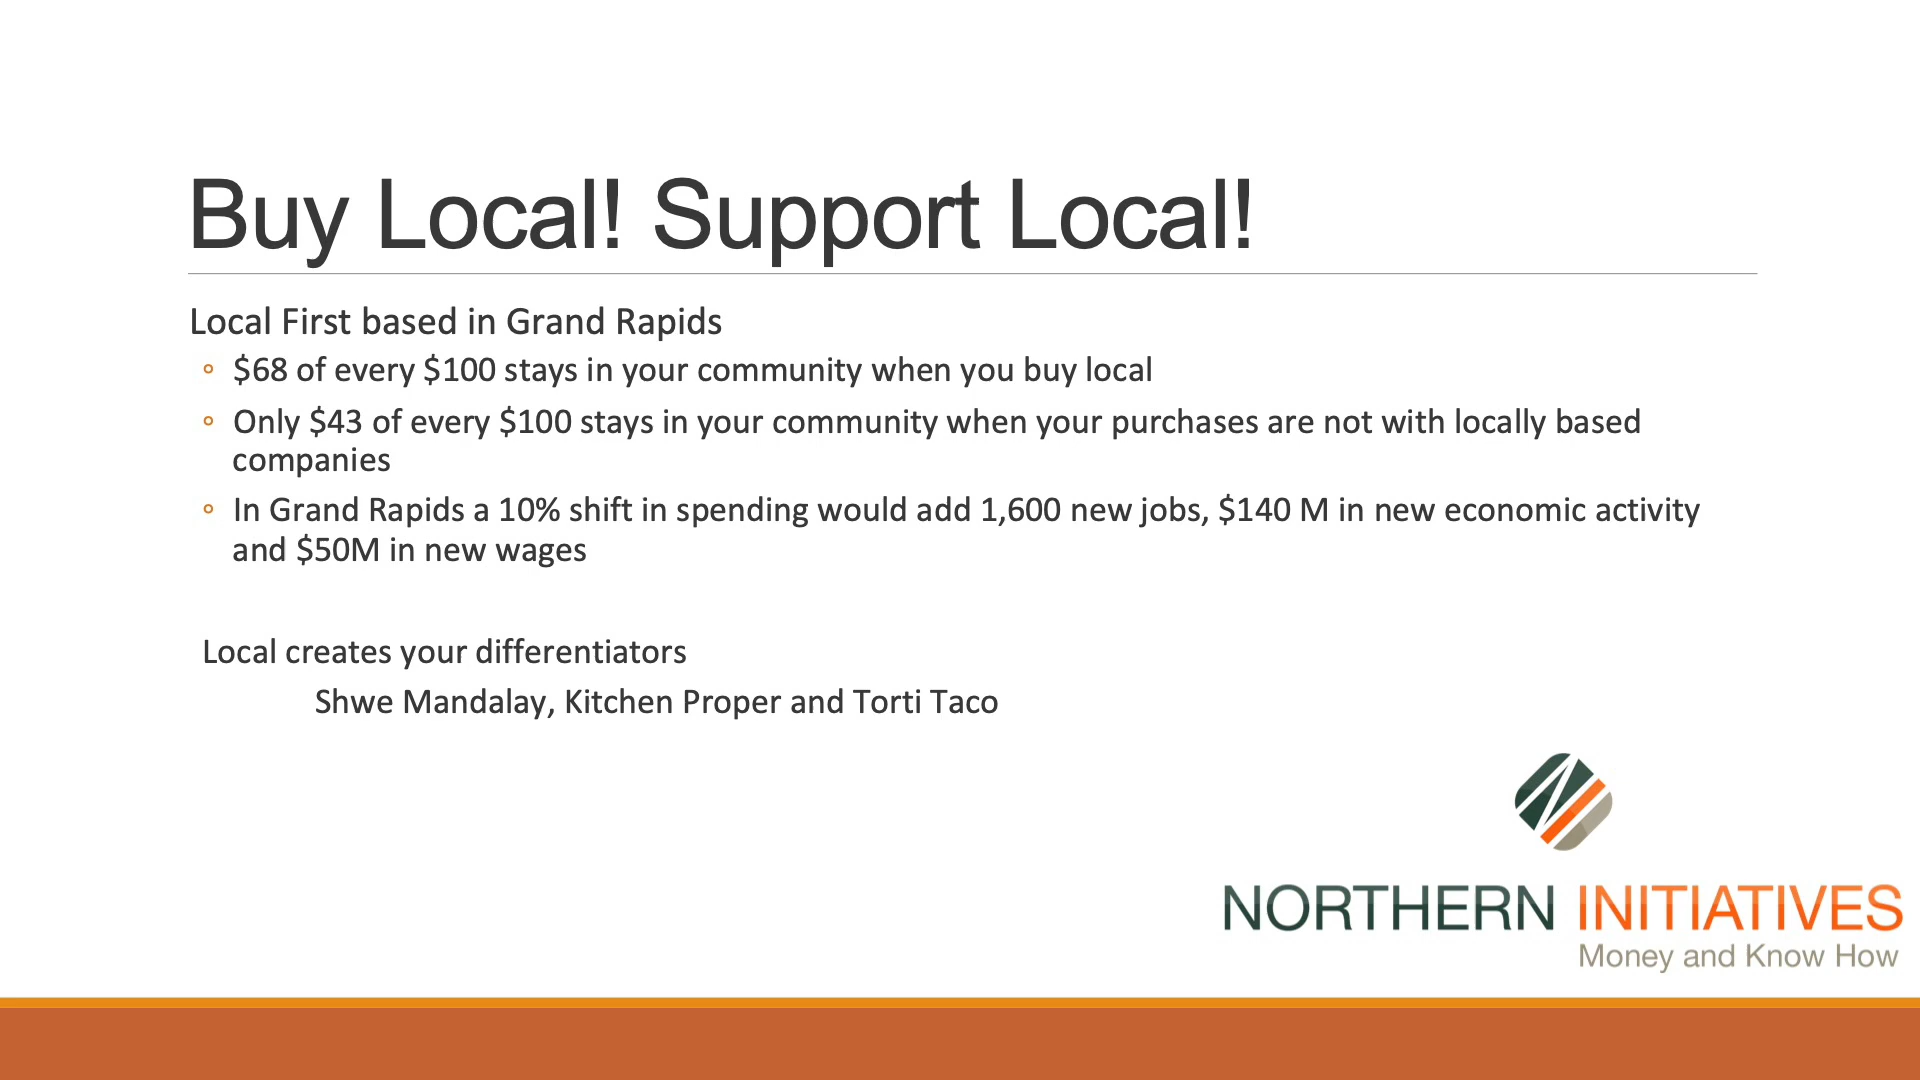 Buy Local! Support Local!
Local First based in Grand Rapids
◦ $68 of every $100 stays in your community when you buy local
◦ Only $43 of every $100 stays in your community when your purchases are not with locally based
companies
◦ In Grand Rapids a 10% shift in spending would add 1,600 new jobs, $140 M in new economic activity
and $50M in new wages
Local creates your differentiators
Shwe Mandalay, Kitchen Proper and Torti Taco
NORTHERN INITIATIVES
Money and Know How